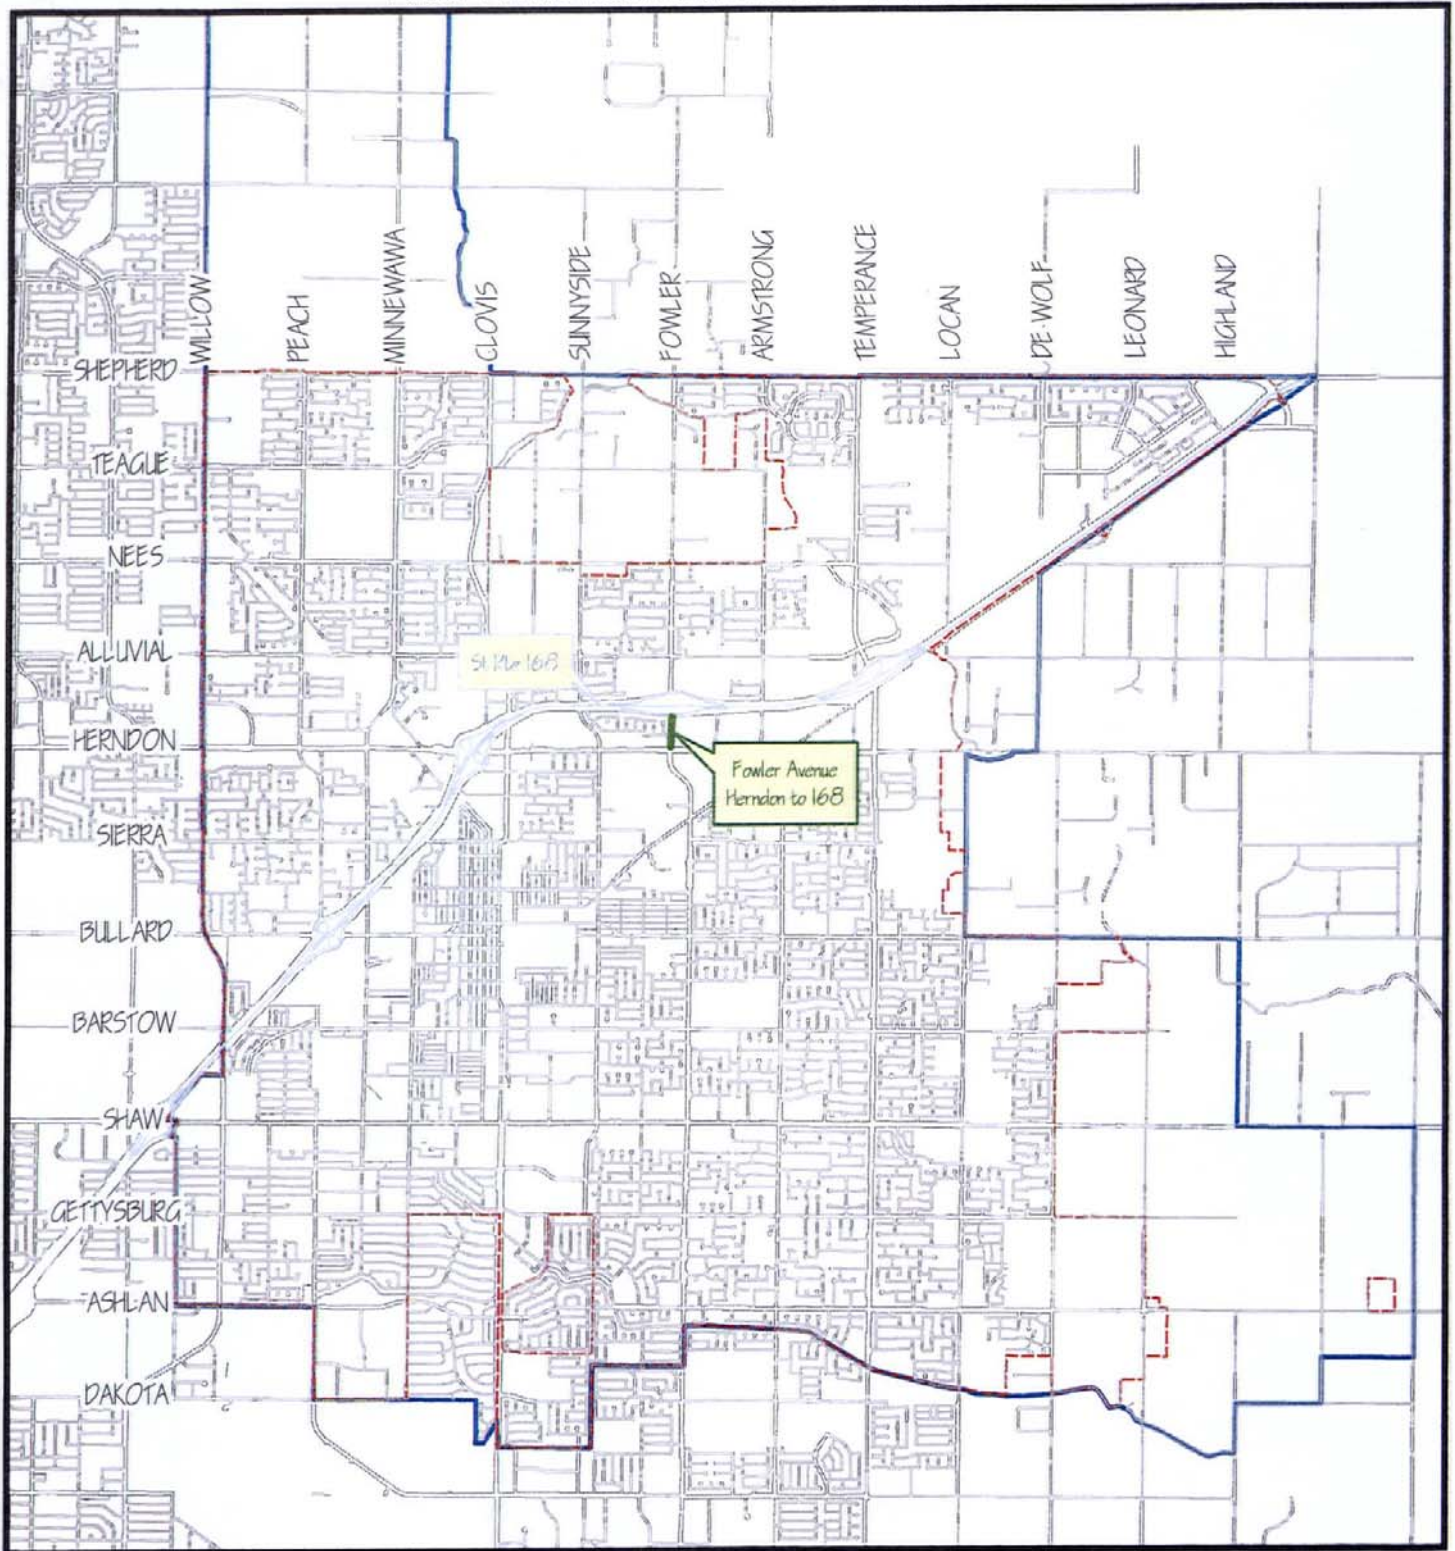 WILLOW
PEACH
MINNEWAWA
CLOVIS
SUNNYSIDE
FOWLER
ARMSTRONG
TEMPERANCE
LOCAN
DE WOLF
LEONARD
HIGHLAND
SHEPHERD
TEAGUE
NEES
ALLUVIAL
168
HERNDON
Fowler Avenue
Herndon to 168
SIERRA
BULLARD
BARSTOW
SHAW
GETTYSBURG
ASHLAN
DAKOTA